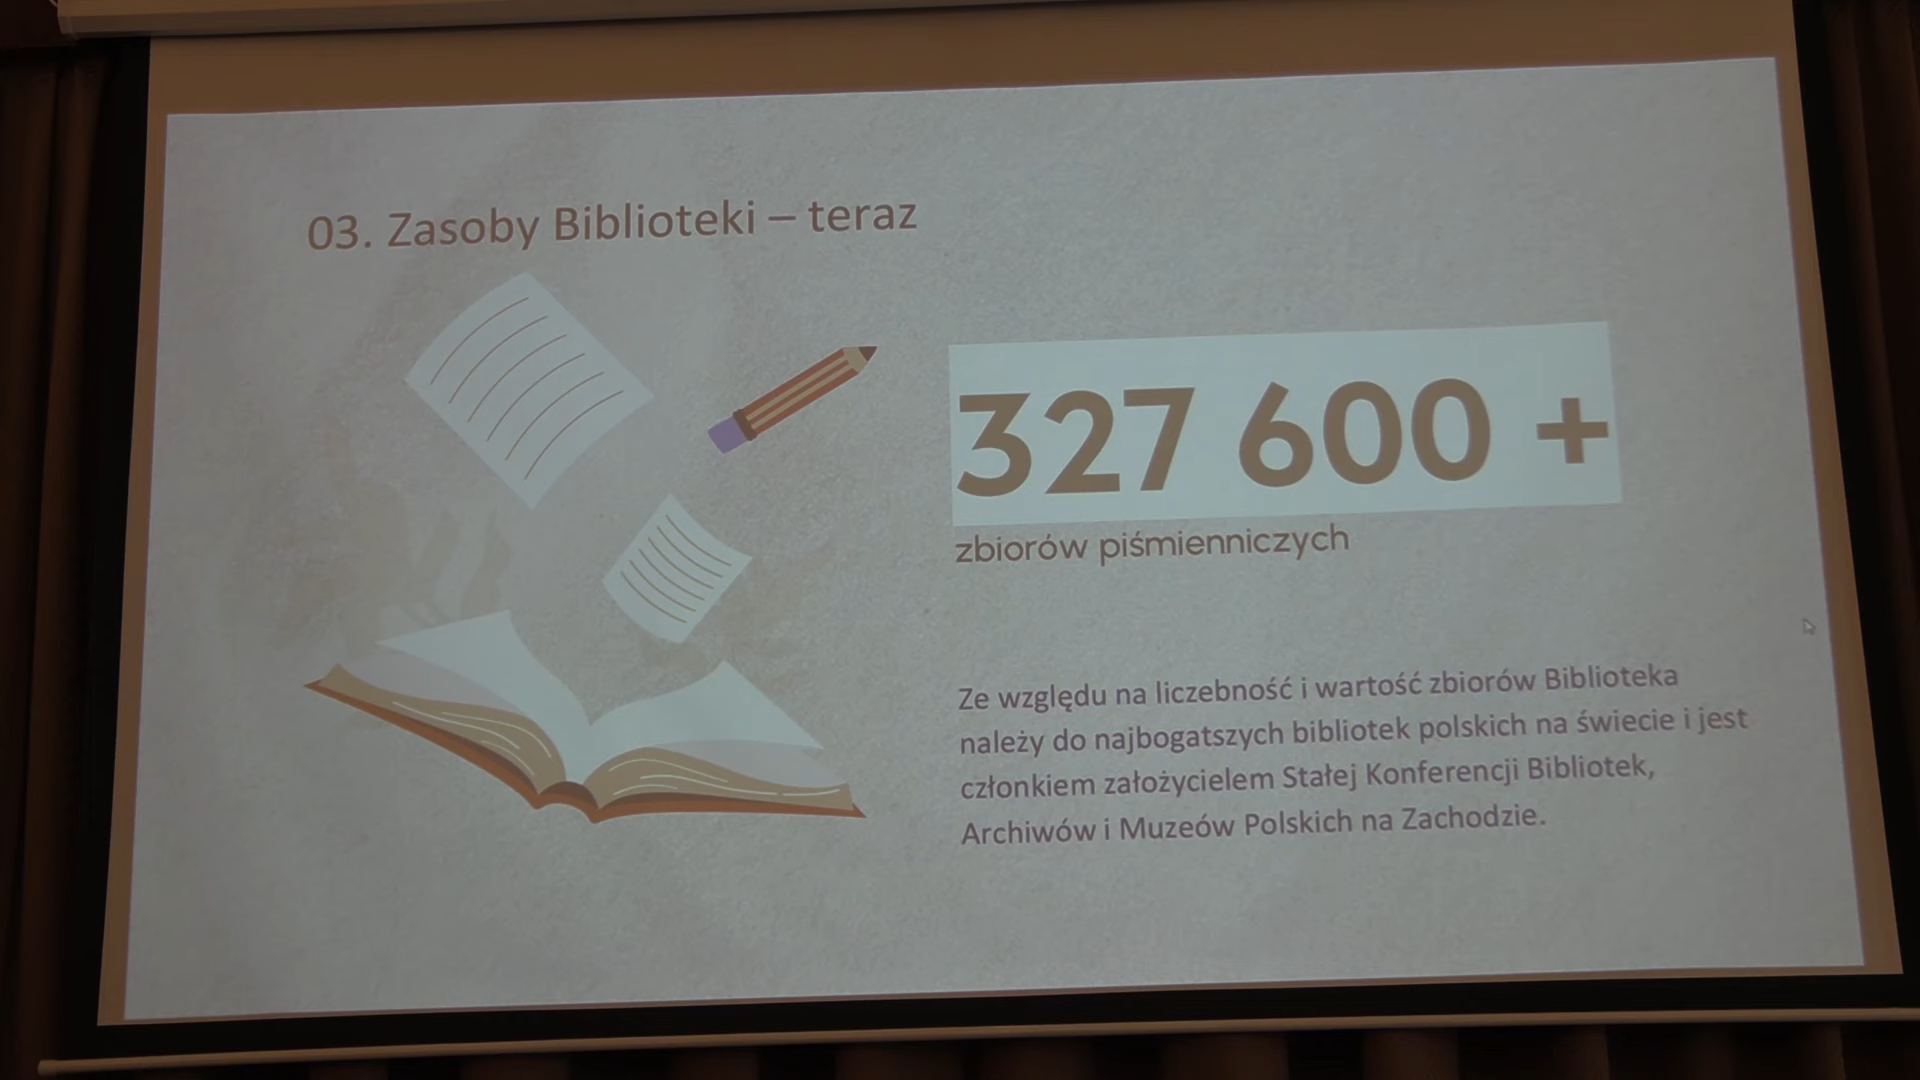 03. Zasoby Biblioteki – teraz
327 600 +
zbiorów piśmienniczych
Ze względu na liczebność i wartość zbiorów Biblioteka
należy do najbogatszych bibliotek polskich na świecie i jest
członkiem założycielem Stałej Konferencji Bibliotek,
Archiwów i Muzeów Polskich na Zachodzie.